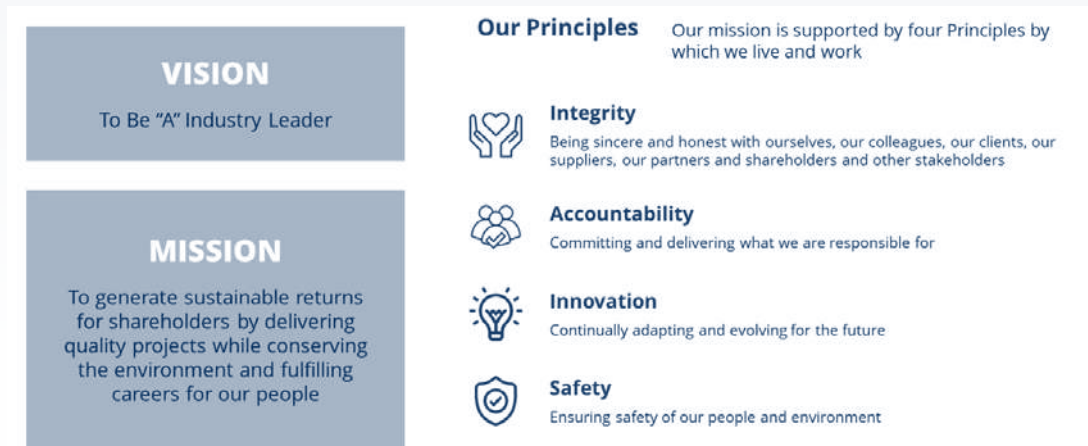 VISION
To Be “A” Industry Leader
MISSION
To generate sustainable returns
for shareholders by delivering
quality projects while conserving
the environment and fulfilling
careers for our people
Our Principles
Our mission is supported by four Principles by
which we live and work
Integrity
Being sincere and honest with ourselves, our colleagues, our clients, our
suppliers, our partners and shareholders and other stakeholders
Accountability
Committing and delivering what we are responsible for
Innovation
Continually adapting and evolving for the future
Safety
Ensuring safety of our people and environment